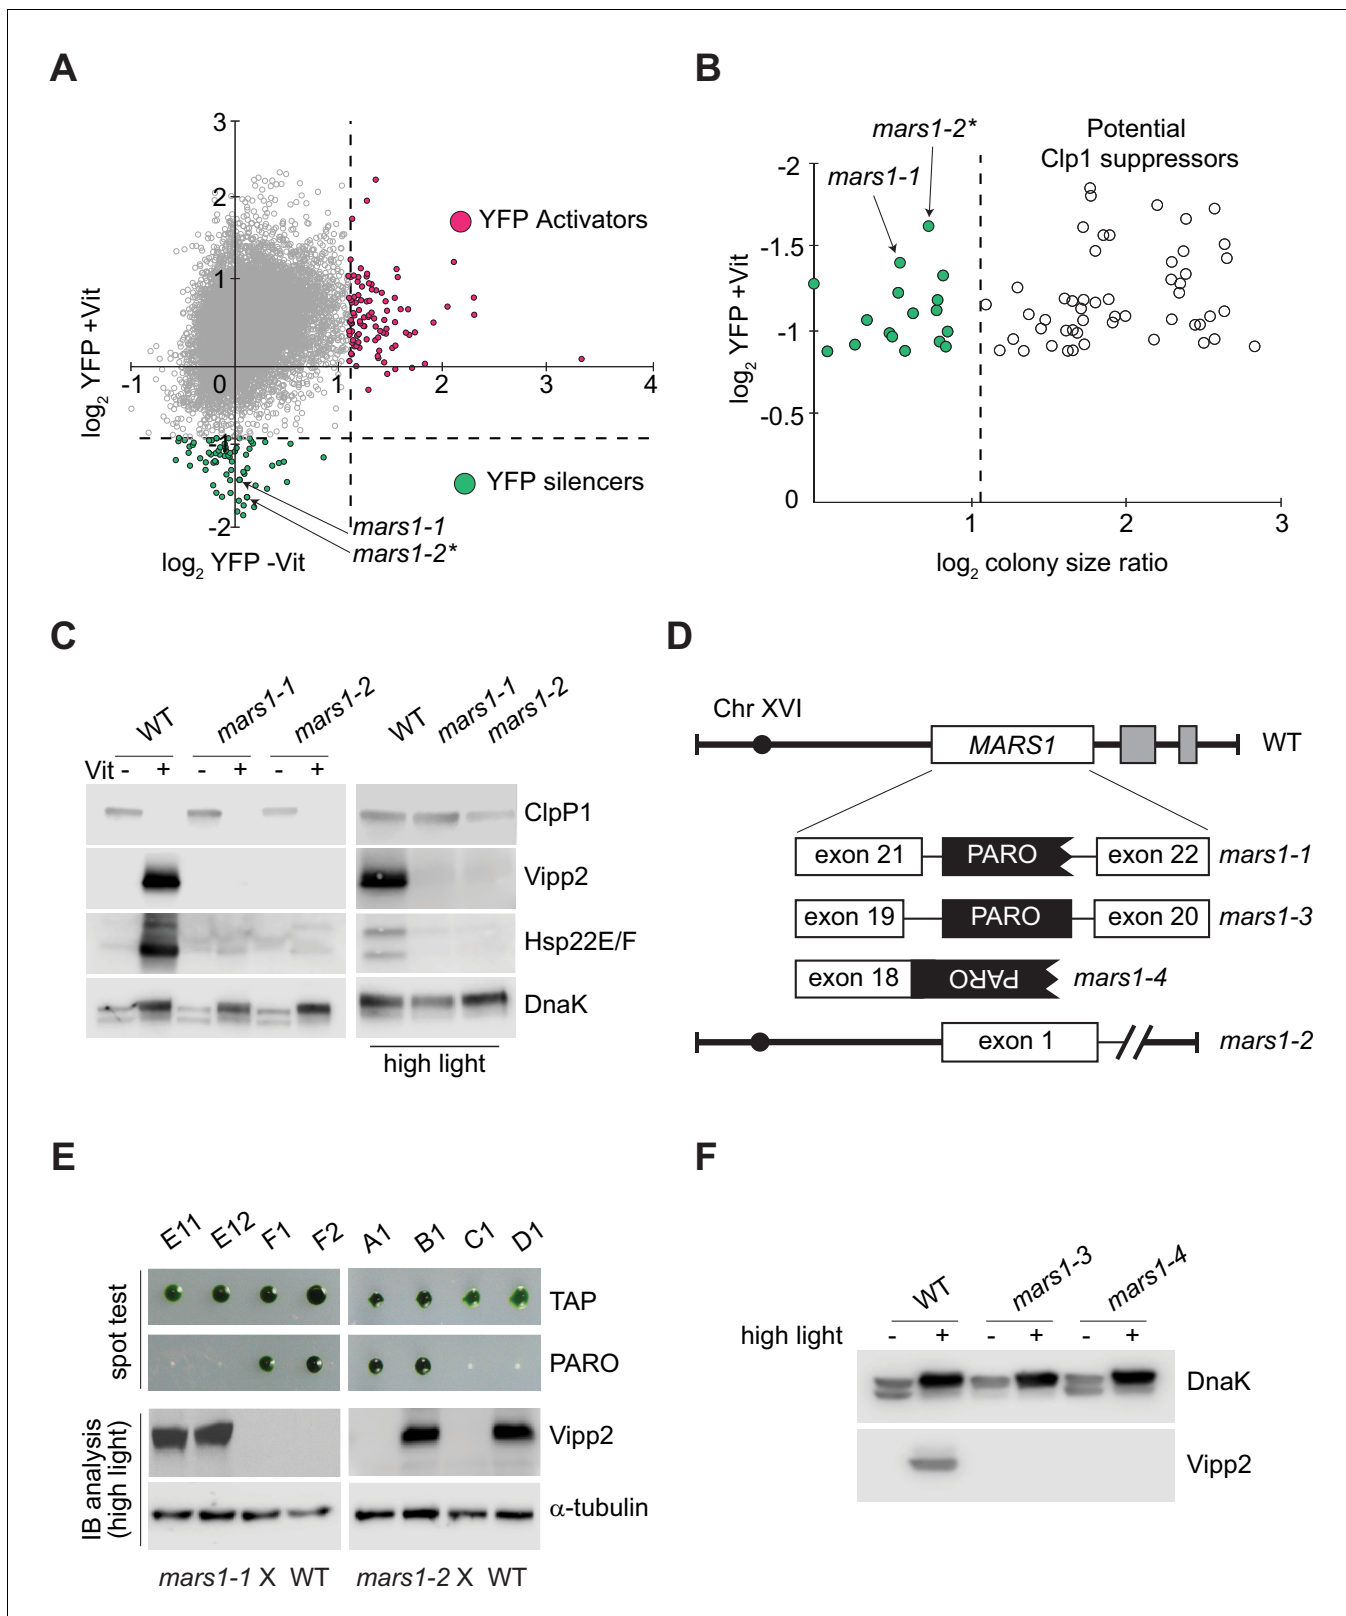 A
3
2
1
-1
0
1
2
3
4
-1
-2
log2 YFP +Vit
log2 YFP -Vit
YFP Activators
YFP silencers
mars1-1
mars1-2*
B
mars1-2*
mars1-1
Potential
Clp1 suppressors
-2
-1.5
-1
-0.5
0
1
2
3
log2 YFP +Vit
log2 colony size ratio
C
WT
mars1-1
mars1-2
WT
mars1-1
mars1-2
Vit - + - + - +
ClpP1
Vipp2
Hsp22E/F
DnaK
high light
D
Chr XVI
MARS1
WT
exon 21 PARO exon 22 mars1-1
exon 19 PARO exon 20 mars1-3
exon 18 PARO mars1-4
exon 1 mars1-2
E
E11 E12 F1 F2 A1 B1 C1 D1
spot test
TAP
PARO
IB analysis
(high light)
Vipp2
α-tubulin
mars1-1 X WT
mars1-2 X WT
F
WT
mars1-3
mars1-4
high light - + - + - +
DnaK
Vipp2